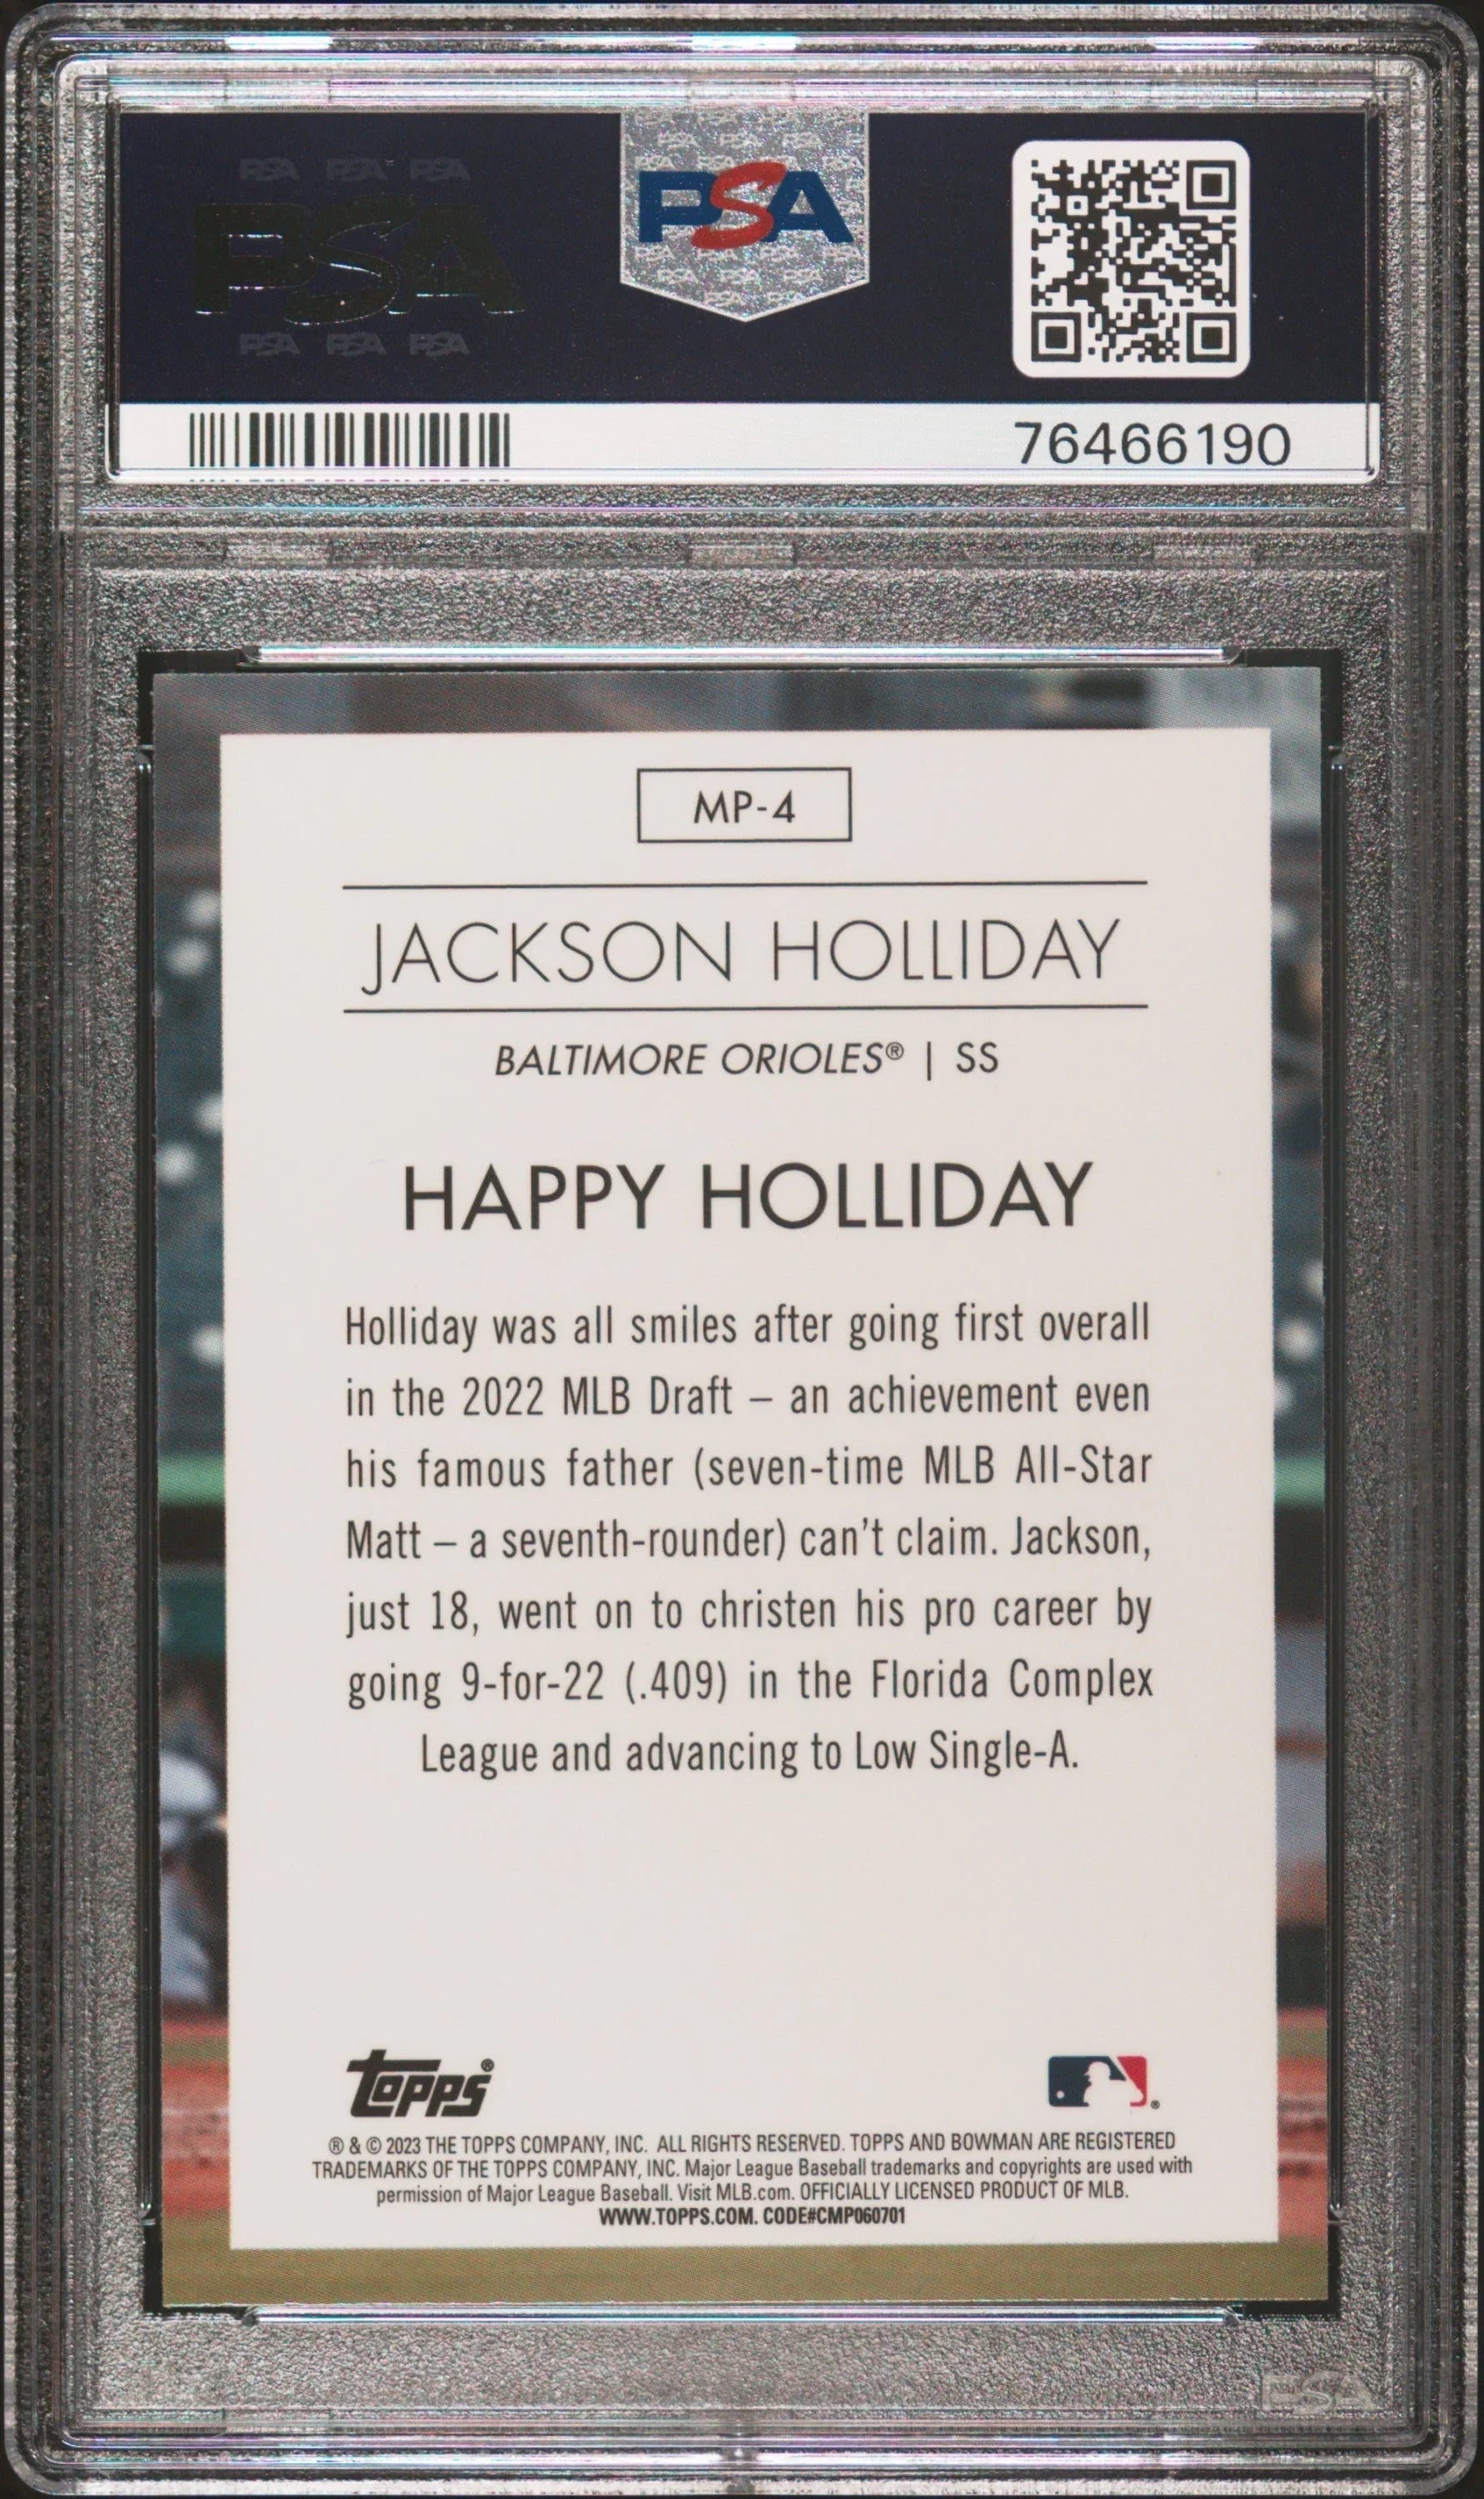 PSA PSA PSA
PSA
PSA PSA PSA
PSA
76466190
MP-4
JACKSON HOLLIDAY
BALTIMORE ORIOLES® | SS
HAPPY HOLLIDAY
Holliday was all smiles after going first overall
in the 2022 MLB Draft – an achievement even
his famous father (seven-time MLB All-Star
Matt – a seventh-rounder) can't claim. Jackson,
just 18, went on to christen his pro career by
going 9-for-22 (.409) in the Florida Complex
League and advancing to Low Single-A.
topps®
® & © 2023 THE TOPPS COMPANY, INC. ALL RIGHTS RESERVED. TOPPS AND BOWMAN ARE REGISTERED
TRADEMARKS OF THE TOPPS COMPANY, INC. Major League Baseball trademarks and copyrights are used with
permission of Major League Baseball. Visit MLB.com. OFFICIALLY LICENSED PRODUCT OF MLB.
WWW.TOPPS.COM. CODE#CMP060701
PSA